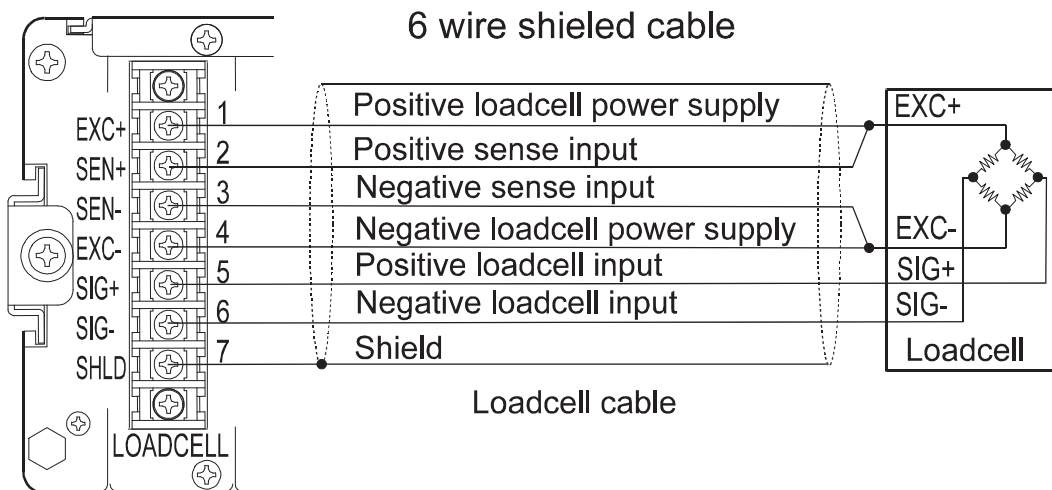 6 wire shielded cable
EXC+ 1 Positive loadcell power supply EXC+
SEN+ 2 Positive sense input
SEN- 3 Negative sense input
EXC- 4 Negative loadcell power supply EXC-
SIG+ 5 Positive loadcell input SIG+
SIG- 6 Negative loadcell input SIG-
SHLD 7 Shield Loadcell
Loadcell cable
LOADCELL